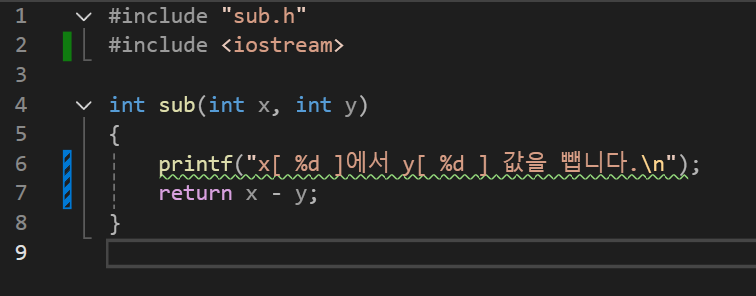 1 #include "sub.h"
2 #include <iostream>
3
4 int sub(int x, int y)
5 {
6 printf("x[ %d ]에서 y[ %d ] 값을 뺍니다.\n");
7 return x - y;
8 }
9